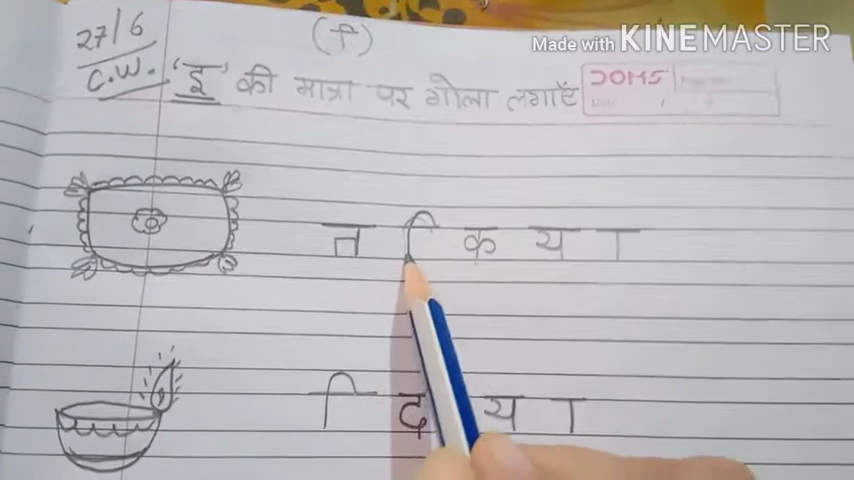 27/6
C.W.
(ि)
'इ' की मात्रा पर गोला लगाएँ
Made with KINEMASTER
DOMS
त ि क य ा
ि द य ा